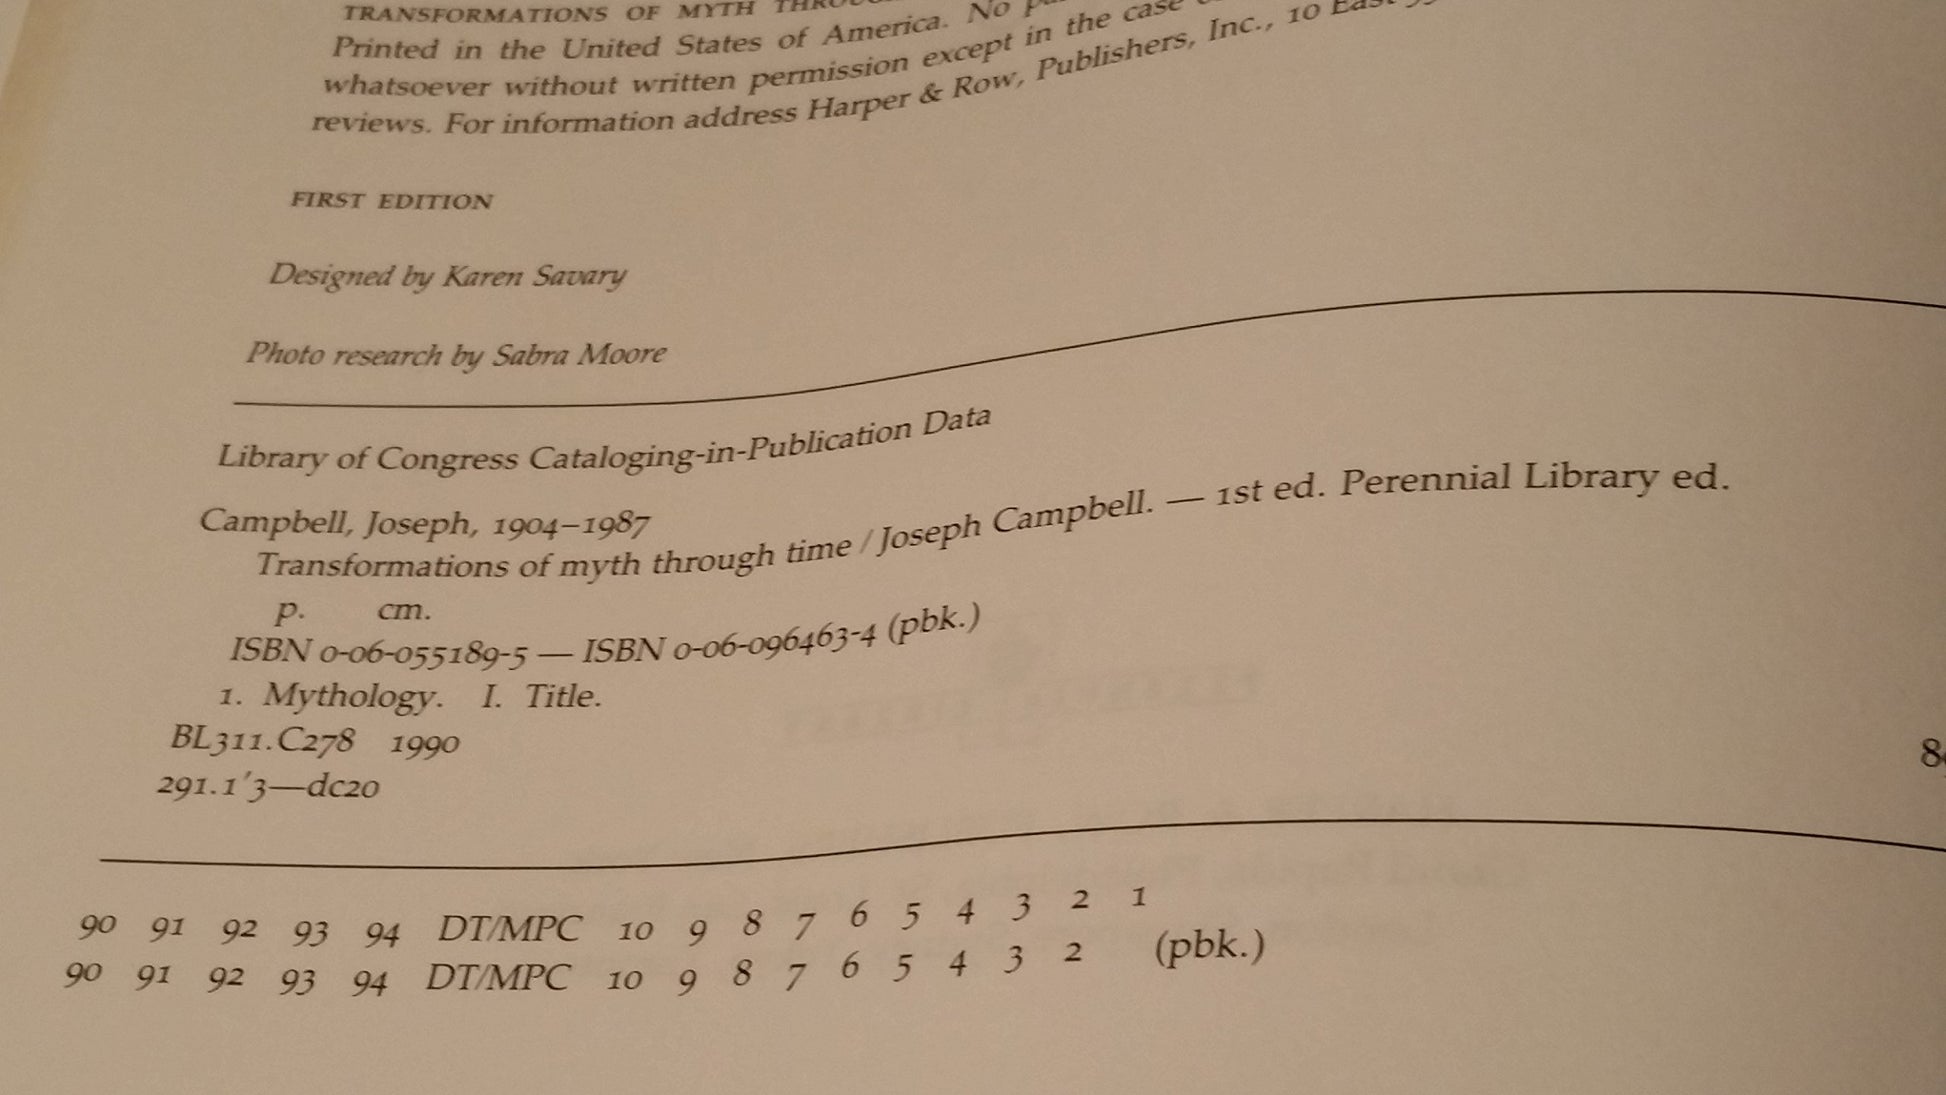 TRANSFORMATIONS OF MYTH
Printed in the United States of America. No
whatsoever without written permission except in the case
reviews. For information address Harper & Row, Publishers, Inc., 10 East
FIRST EDITION
Designed by Karen Savary
Photo research by Sabra Moore
Library of Congress Cataloging-in-Publication Data
Campbell, Joseph, 1904–1987
Transformations of myth through time / Joseph Campbell. — 1st ed. Perennial Library ed.
p. cm.
ISBN 0-06-055189-5 — ISBN 0-06-096463-4 (pbk.)
1. Mythology. I. Title.
BL311.C278 1990
291.1'3—dc20
90 91 92 93 94 DT/MPC 10 9 8 7 6 5 4 3 2 1
90 91 92 93 94 DT/MPC 10 9 8 7 6 5 4 3 2 (pbk.)